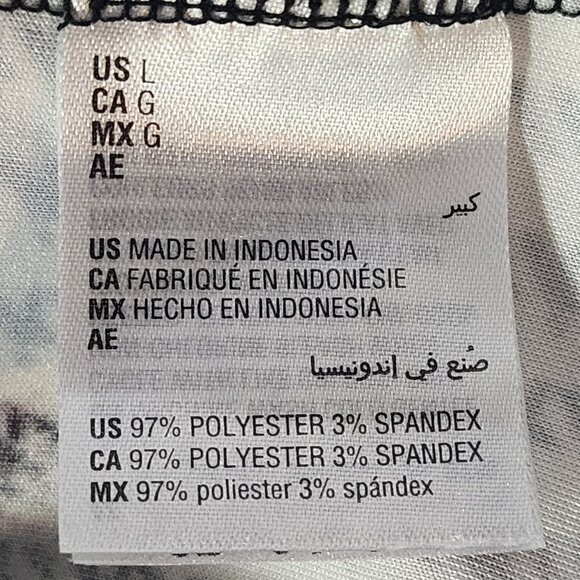 US L
CA G
MX G
AE
كبير
US MADE IN INDONESIA
CA FABRIQUÉ EN INDONÉSIE
MX HECHO EN INDONESIA
AE
صُنع في إندونيسيا
US 97% POLYESTER 3% SPANDEX
CA 97% POLYESTER 3% SPANDEX
MX 97% poliester 3% spándex